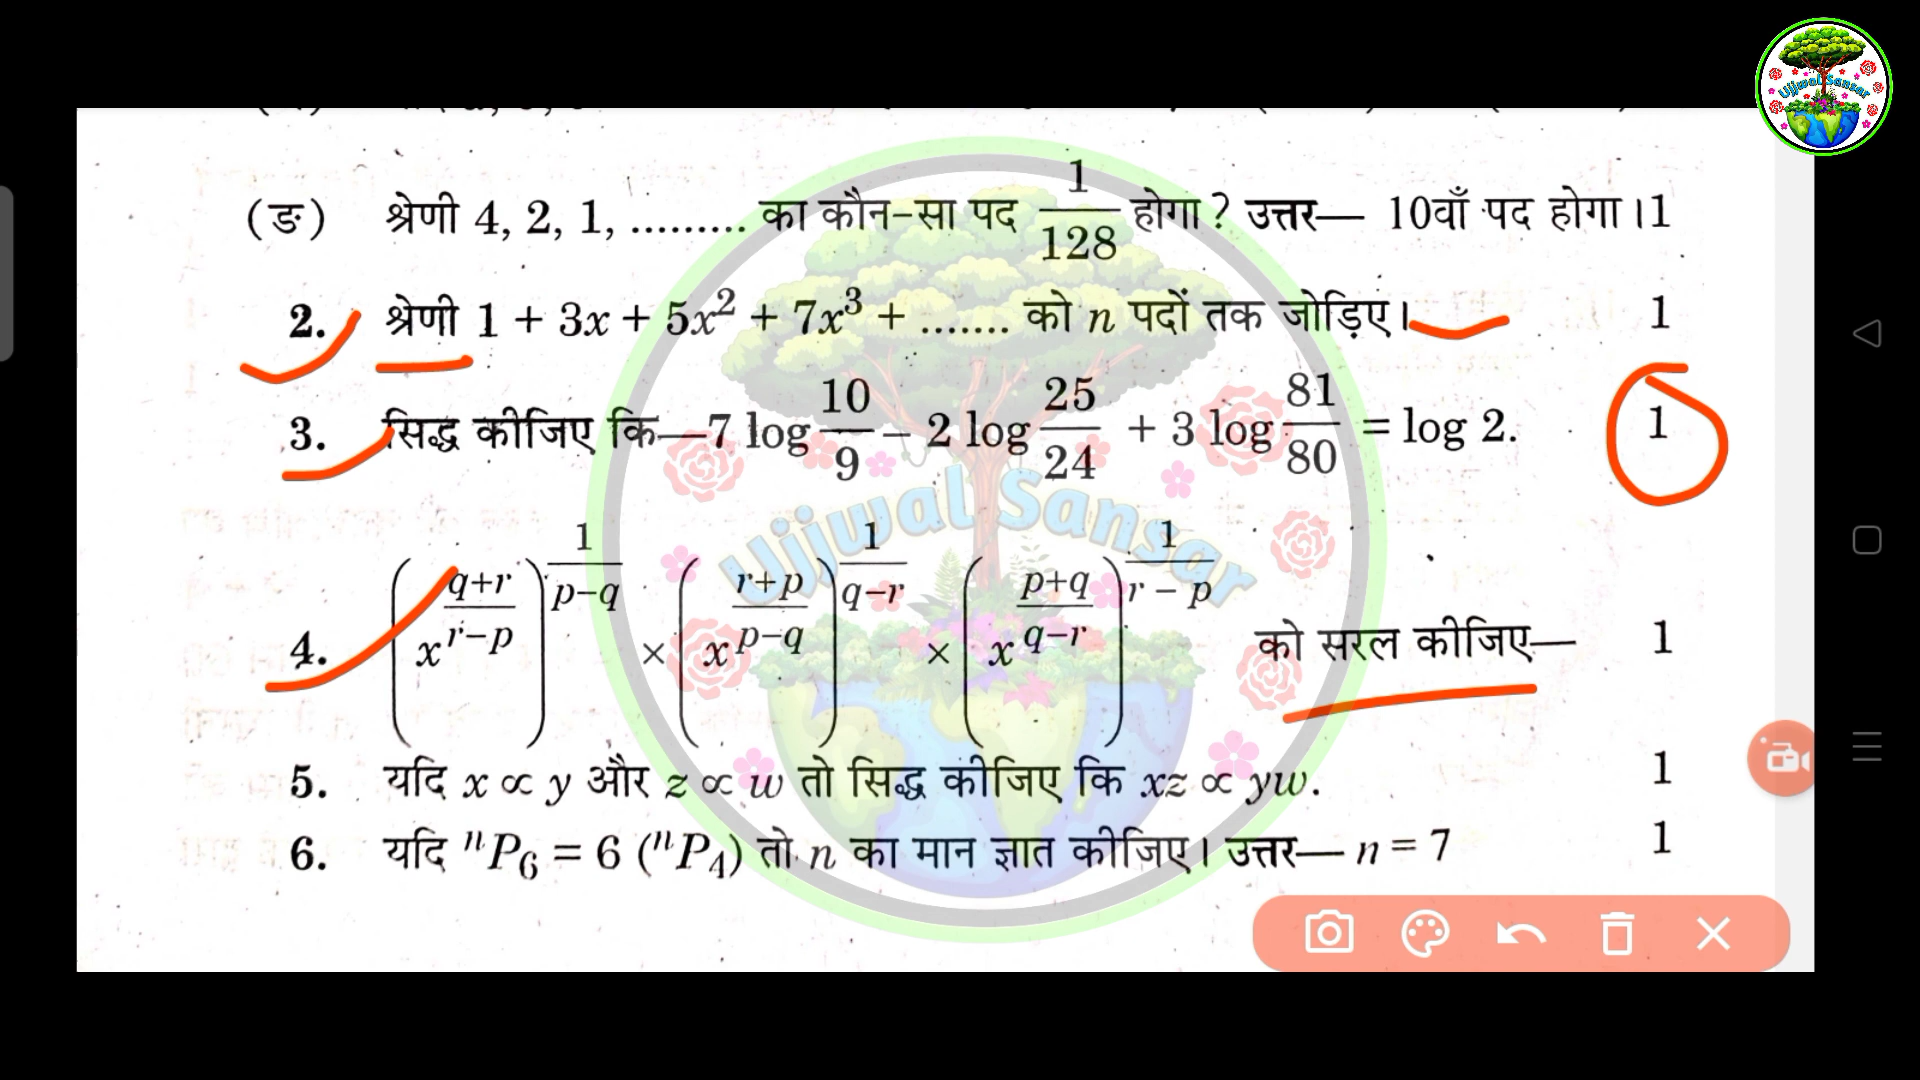 (ङ) श्रेणी 4, 2, 1, ......... का कौन-सा पद 1/128 होगा ? उत्तर— 10वाँ पद होगा। 1
2. श्रेणी 1 + 3x + 5x² + 7x³ + ....... को n पदों तक जोड़िए। 1
3. सिद्ध कीजिए कि—7 log 10/9 – 2 log 25/24 + 3 log 81/80 = log 2. 1
4. (x^((q+r)/(r–p)))^(1/(p–q)) × (x^((r+p)/(p–q)))^(1/(q–r)) × (x^((p+q)/(q–r)))^(1/(r – p)) को सरल कीजिए— 1
5. यदि x ∝ y और z ∝ w तो सिद्ध कीजिए कि xz ∝ yw. 1
6. यदि ⁿP₆ = 6 (ⁿP₄) तो n का मान ज्ञात कीजिए। उत्तर— n = 7 1
Ujjwal Sansar
Ujjwal Sansar